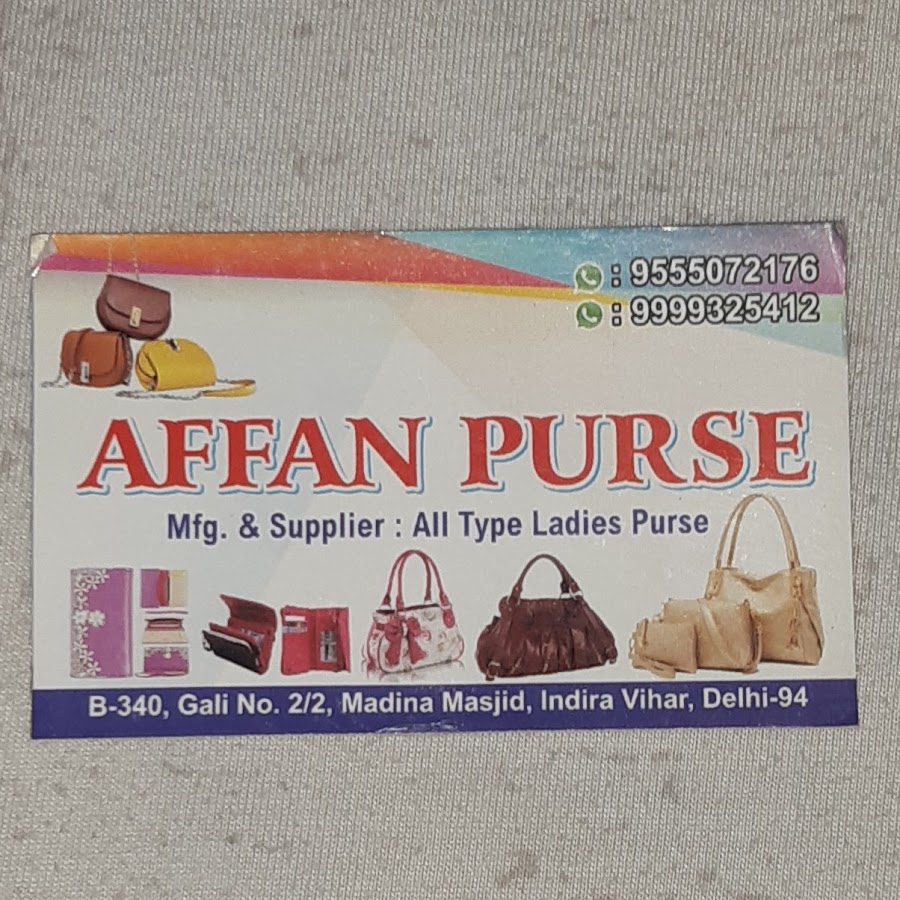 : 9555072176
: 9999325412
AFFAN PURSE
Mfg. & Supplier : All Type Ladies Purse
B-340, Gali No. 2/2, Madina Masjid, Indira Vihar, Delhi-94